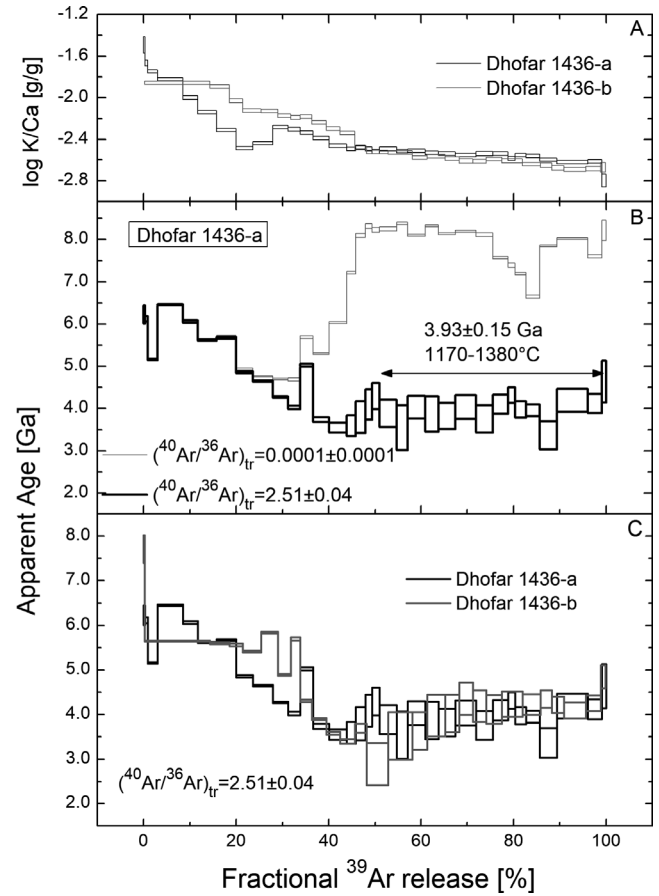 A
-1.2
-1.6
-2.0
-2.4
-2.8
log K/Ca [g/g]
Dhofar 1436-a
Dhofar 1436-b
B
Dhofar 1436-a
8.0
7.0
6.0
5.0
4.0
3.0
2.0
3.93±0.15 Ga
1170-1380°C
(⁴⁰Ar/³⁶Ar)tr=0.0001±0.0001
(⁴⁰Ar/³⁶Ar)tr=2.51±0.04
Apparent Age [Ga]
C
8.0
7.0
6.0
5.0
4.0
3.0
2.0
Dhofar 1436-a
Dhofar 1436-b
(⁴⁰Ar/³⁶Ar)tr=2.51±0.04
0 20 40 60 80 100
Fractional ³⁹Ar release [%]